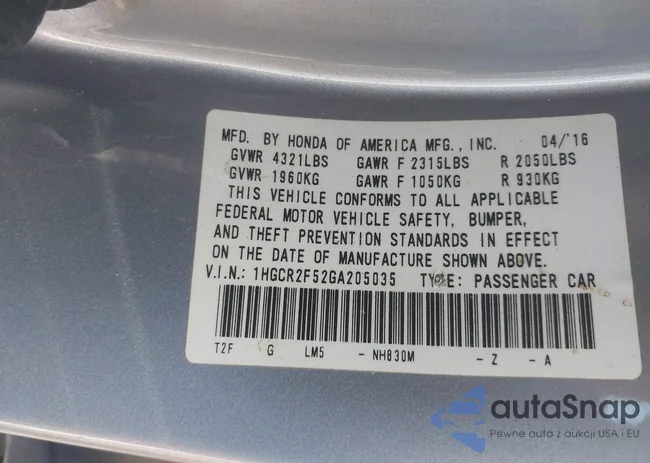 MFD. BY HONDA OF AMERICA MFG., INC. 04/'16
GVWR 4321LBS GAWR F 2315LBS R 2050LBS
GVWR 1960KG GAWR F 1050KG R 930KG
THIS VEHICLE CONFORMS TO ALL APPLICABLE
FEDERAL MOTOR VEHICLE SAFETY, BUMPER,
AND THEFT PREVENTION STANDARDS IN EFFECT
ON THE DATE OF MANUFACTURE SHOWN ABOVE.
V.I.N.: 1HGCR2F52GA205035 TYPE: PASSENGER CAR
T2F G LM5 - NH830M - Z - A
autaSnap
Pewne auta z aukcji USA i EU